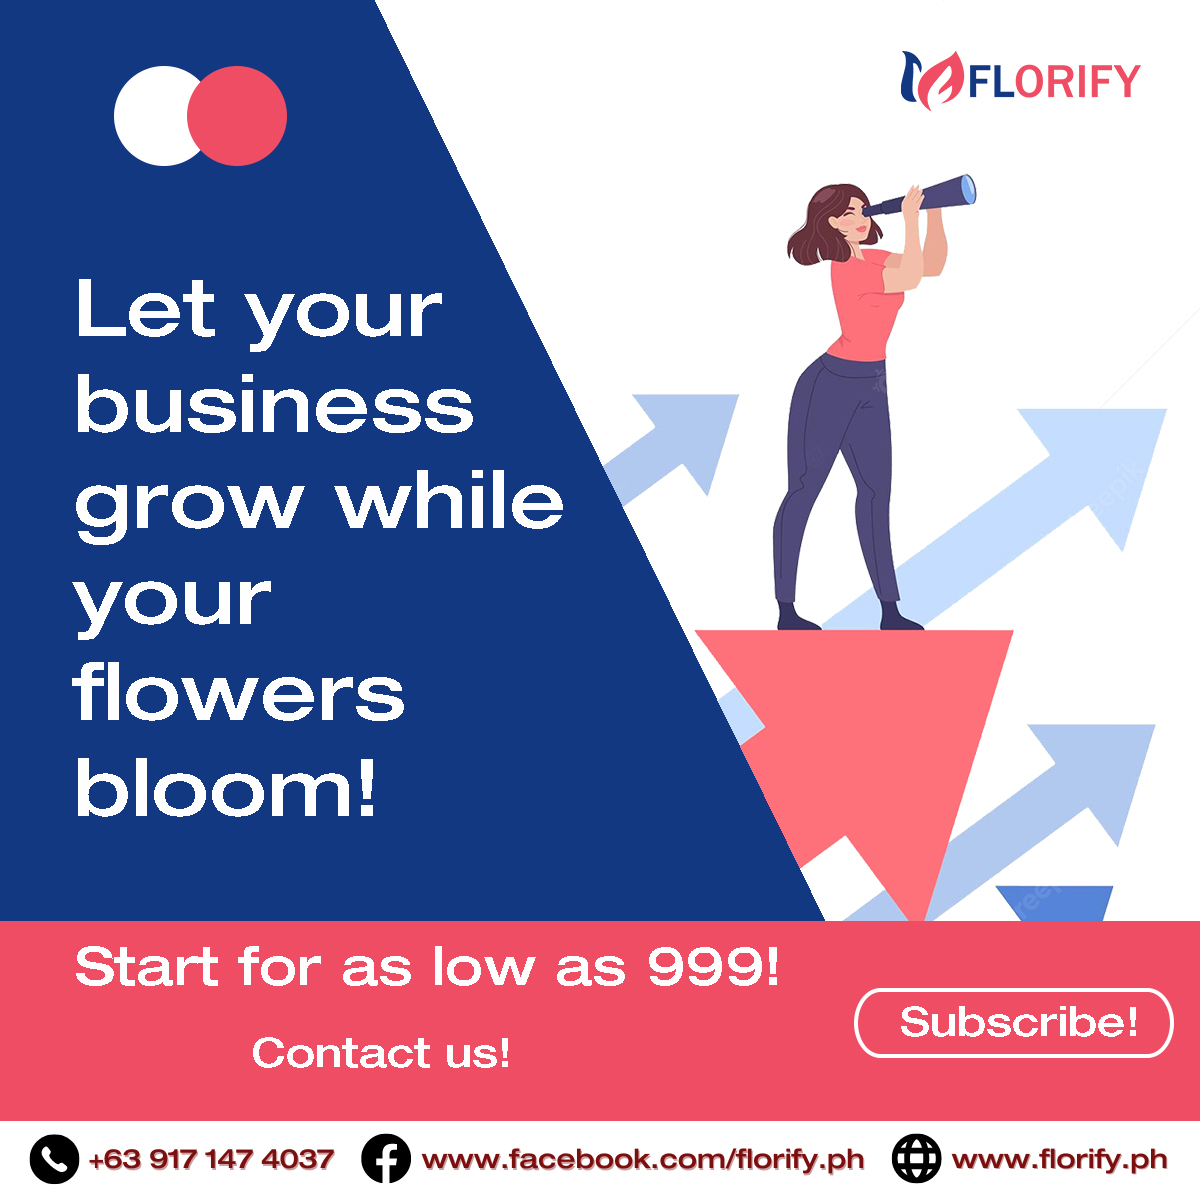 FLORIFY
Let your
business
grow while
your
flowers
bloom!
Start for as low as 999!
Subscribe!
Contact us!
+63 917 147 4037
www.facebook.com/florify.ph
www.florify.ph